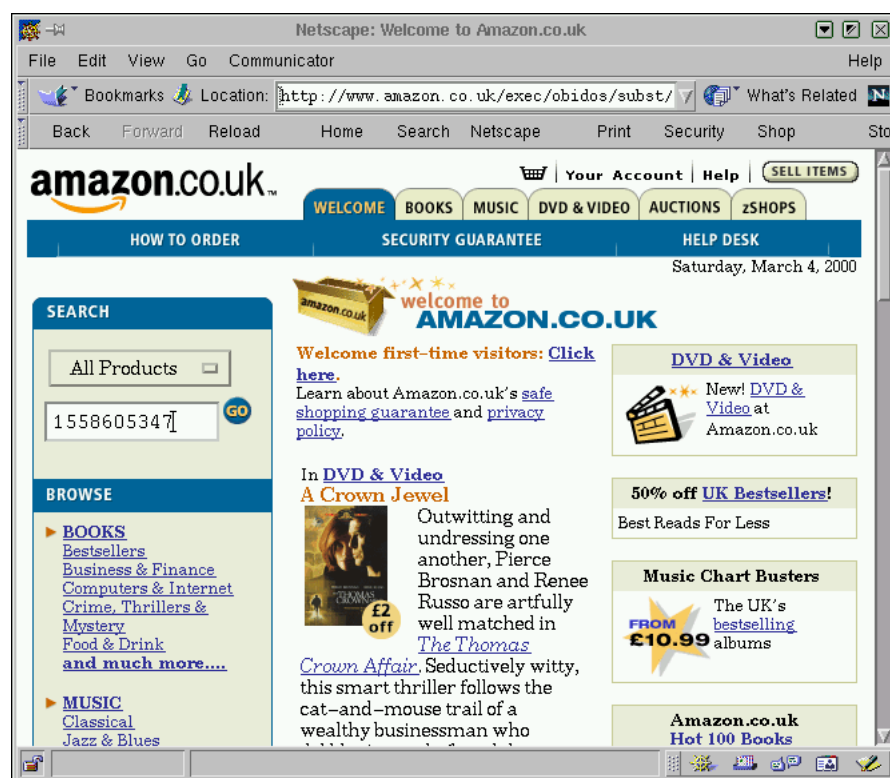 Netscape: Welcome to Amazon.co.uk
File Edit View Go Communicator Help
Bookmarks Location: http://www.amazon.co.uk/exec/obidos/subst/ What's Related N
Back Forward Reload Home Search Netscape Print Security Shop Sto
amazon.co.uk™
Your Account | Help | SELL ITEMS
WELCOME BOOKS MUSIC DVD & VIDEO AUCTIONS zSHOPS
HOW TO ORDER SECURITY GUARANTEE HELP DESK
Saturday, March 4, 2000
SEARCH
All Products
1558605347
GO
BROWSE
BOOKS
Bestsellers
Business & Finance
Computers & Internet
Crime, Thrillers &
Mystery
Food & Drink
and much more....
MUSIC
Classical
Jazz & Blues
amazon.co.uk
welcome to
AMAZON.CO.UK
Welcome first-time visitors: Click
here.
Learn about Amazon.co.uk's safe
shopping guarantee and privacy
policy.
In DVD & Video
A Crown Jewel
Outwitting and
undressing one
another, Pierce
Brosnan and Renee
Russo are artfully
well matched in
The Thomas
Crown Affair. Seductively witty,
this smart thriller follows the
cat-and-mouse trail of a
wealthy businessman who
THOMAS
CROWN
£2
off
DVD & Video
New! DVD &
Video at
Amazon.co.uk
50% off UK Bestsellers!
Best Reads For Less
Music Chart Busters
FROM
£10.99
The UK's
bestselling
albums
Amazon.co.uk
Hot 100 Books